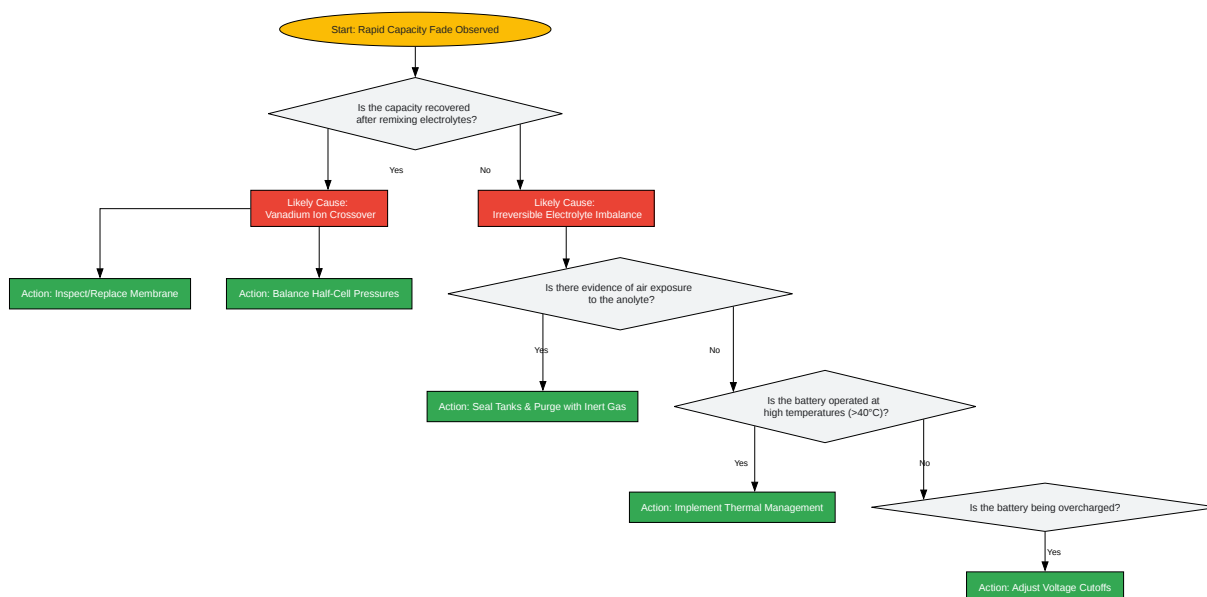 Start: Rapid Capacity Fade Observed
Is the capacity recovered
after remixing electrolytes?
Yes
No
Likely Cause:
Vanadium Ion Crossover
Likely Cause:
Irreversible Electrolyte Imbalance
Action: Inspect/Replace Membrane
Action: Balance Half-Cell Pressures
Is there evidence of air exposure
to the anolyte?
Yes
No
Action: Seal Tanks & Purge with Inert Gas
Is the battery operated at
high temperatures (>40°C)?
Yes
No
Action: Implement Thermal Management
Is the battery being overcharged?
Yes
Action: Adjust Voltage Cutoffs